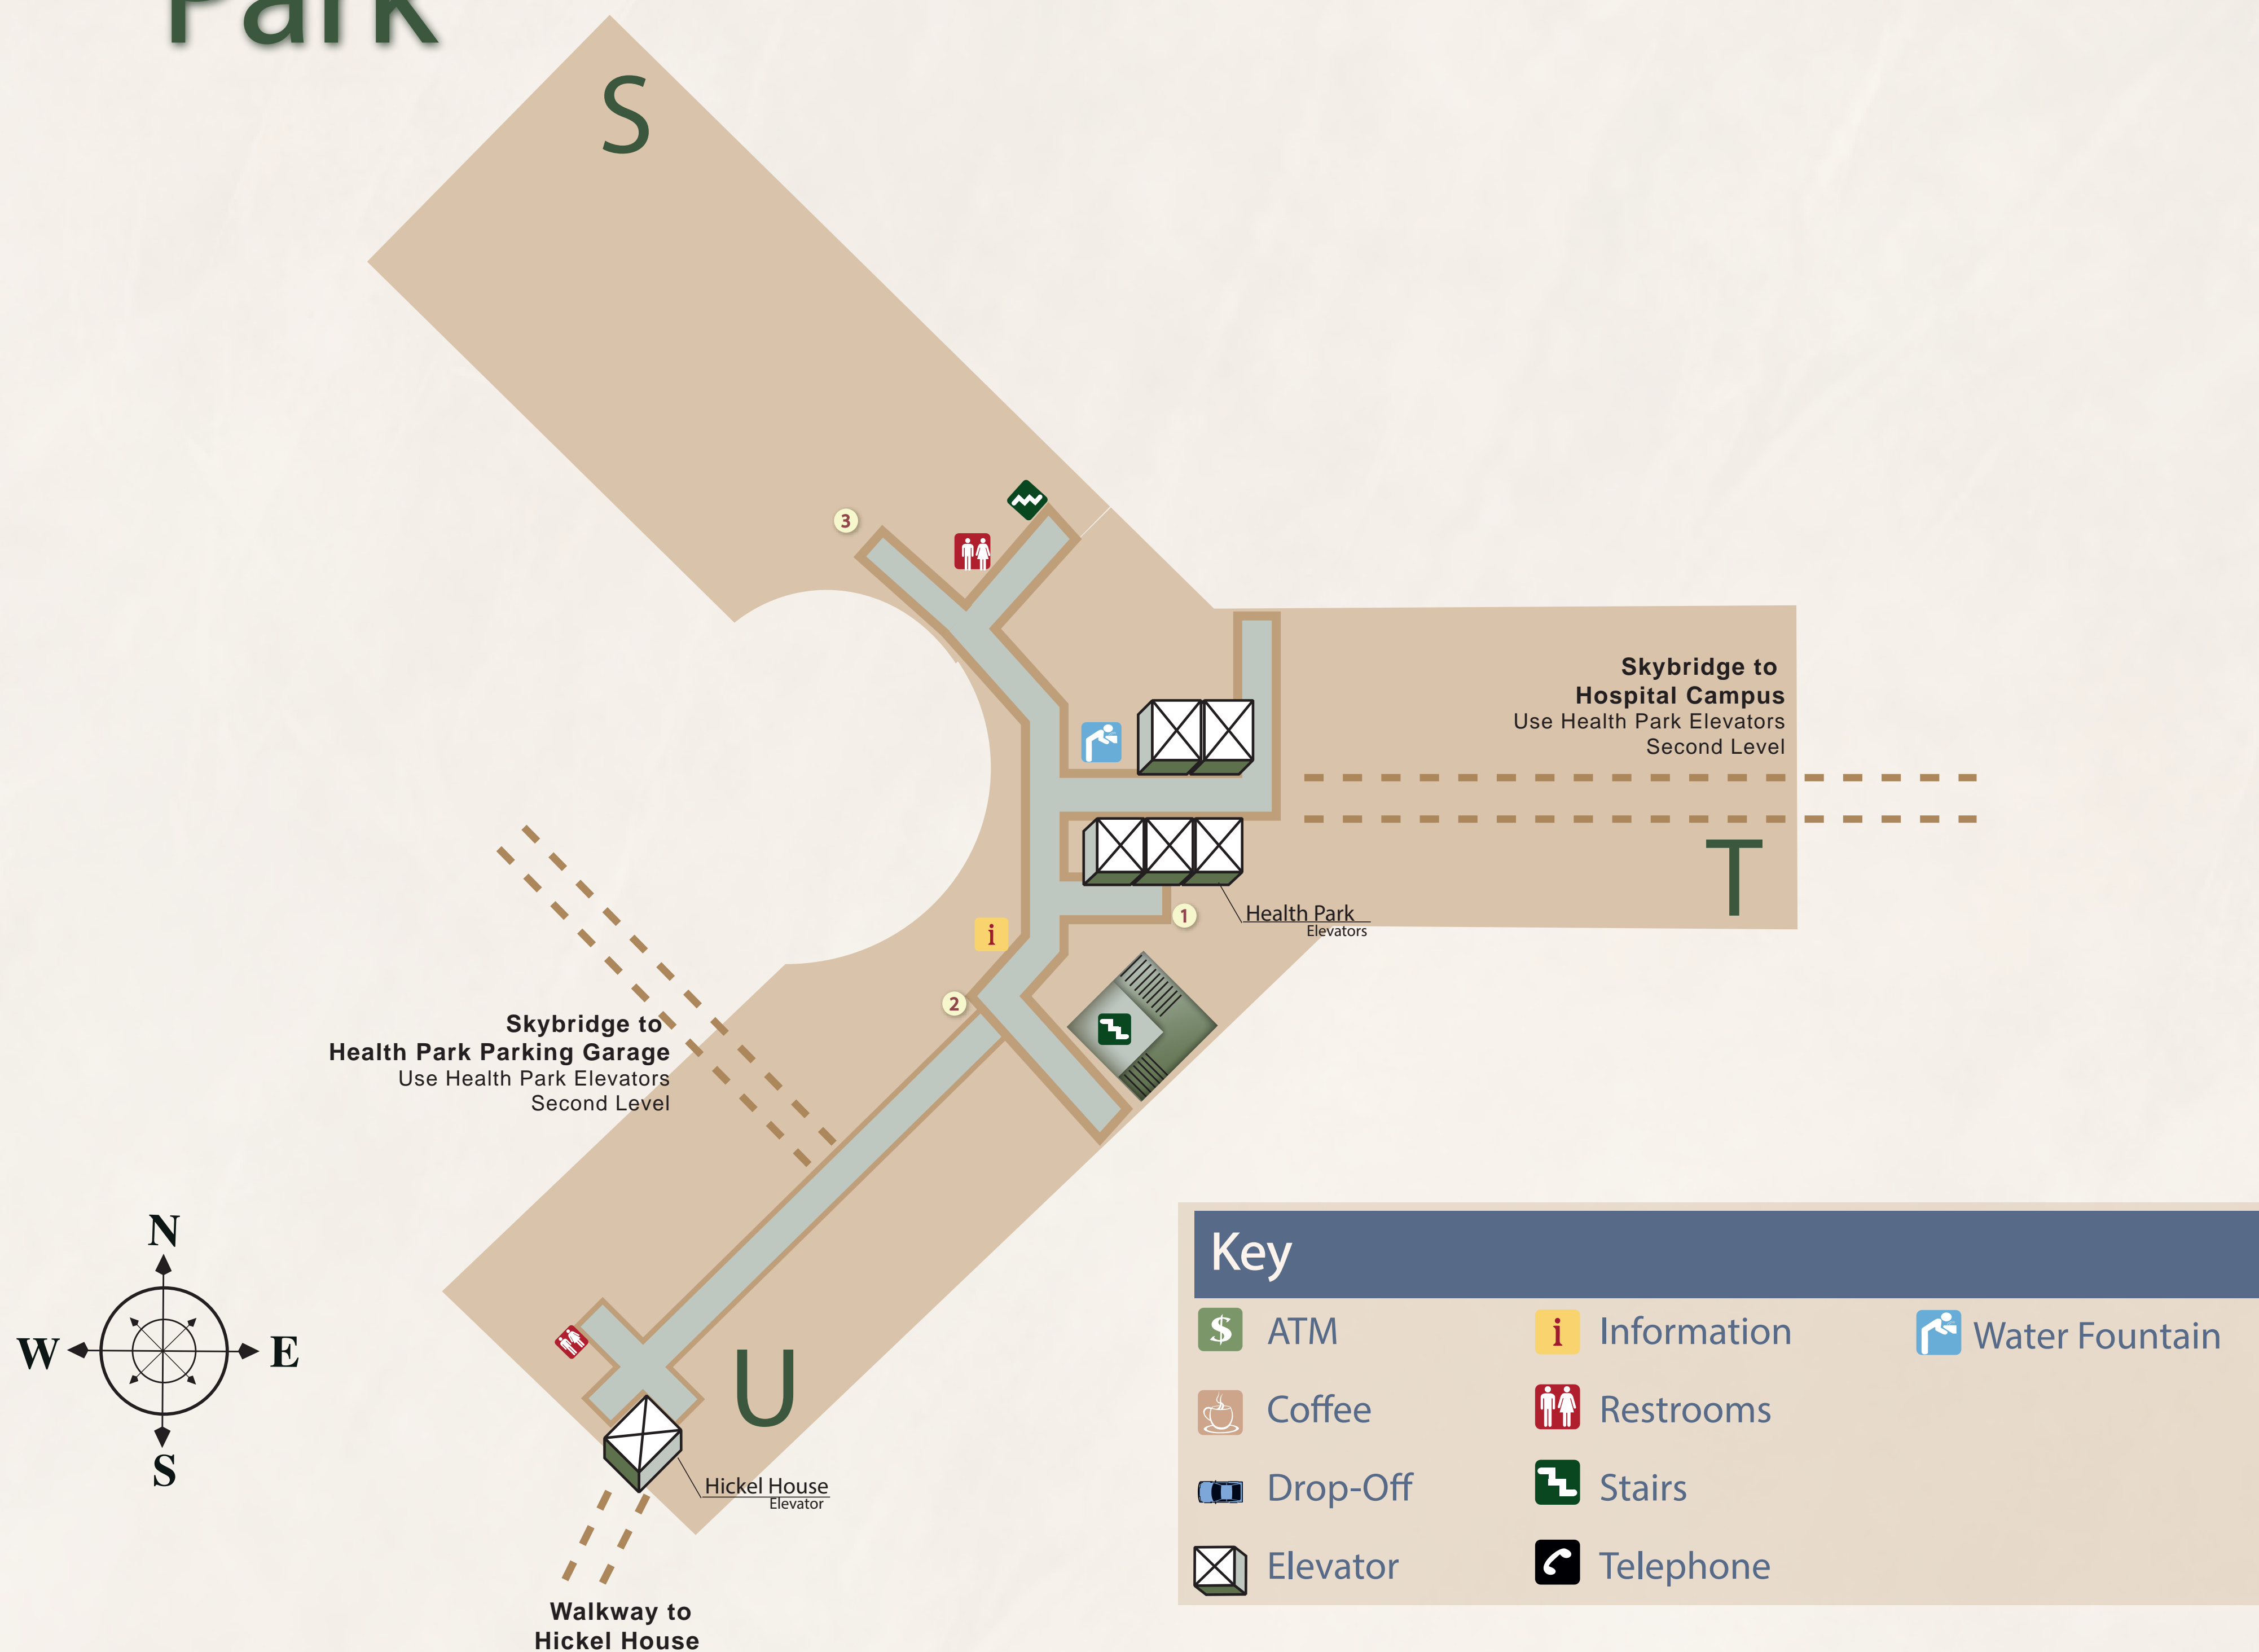 Park
S
3
Skybridge to
Hospital Campus
Use Health Park Elevators
Second Level
T
1
Health Park
Elevators
i
2
Skybridge to
Health Park Parking Garage
Use Health Park Elevators
Second Level
U
Hickel House
Elevator
Walkway to
Hickel House
N
W
E
S
Key
$ ATM
i Information
Water Fountain
Coffee
Restrooms
Drop-Off
Stairs
Elevator
Telephone